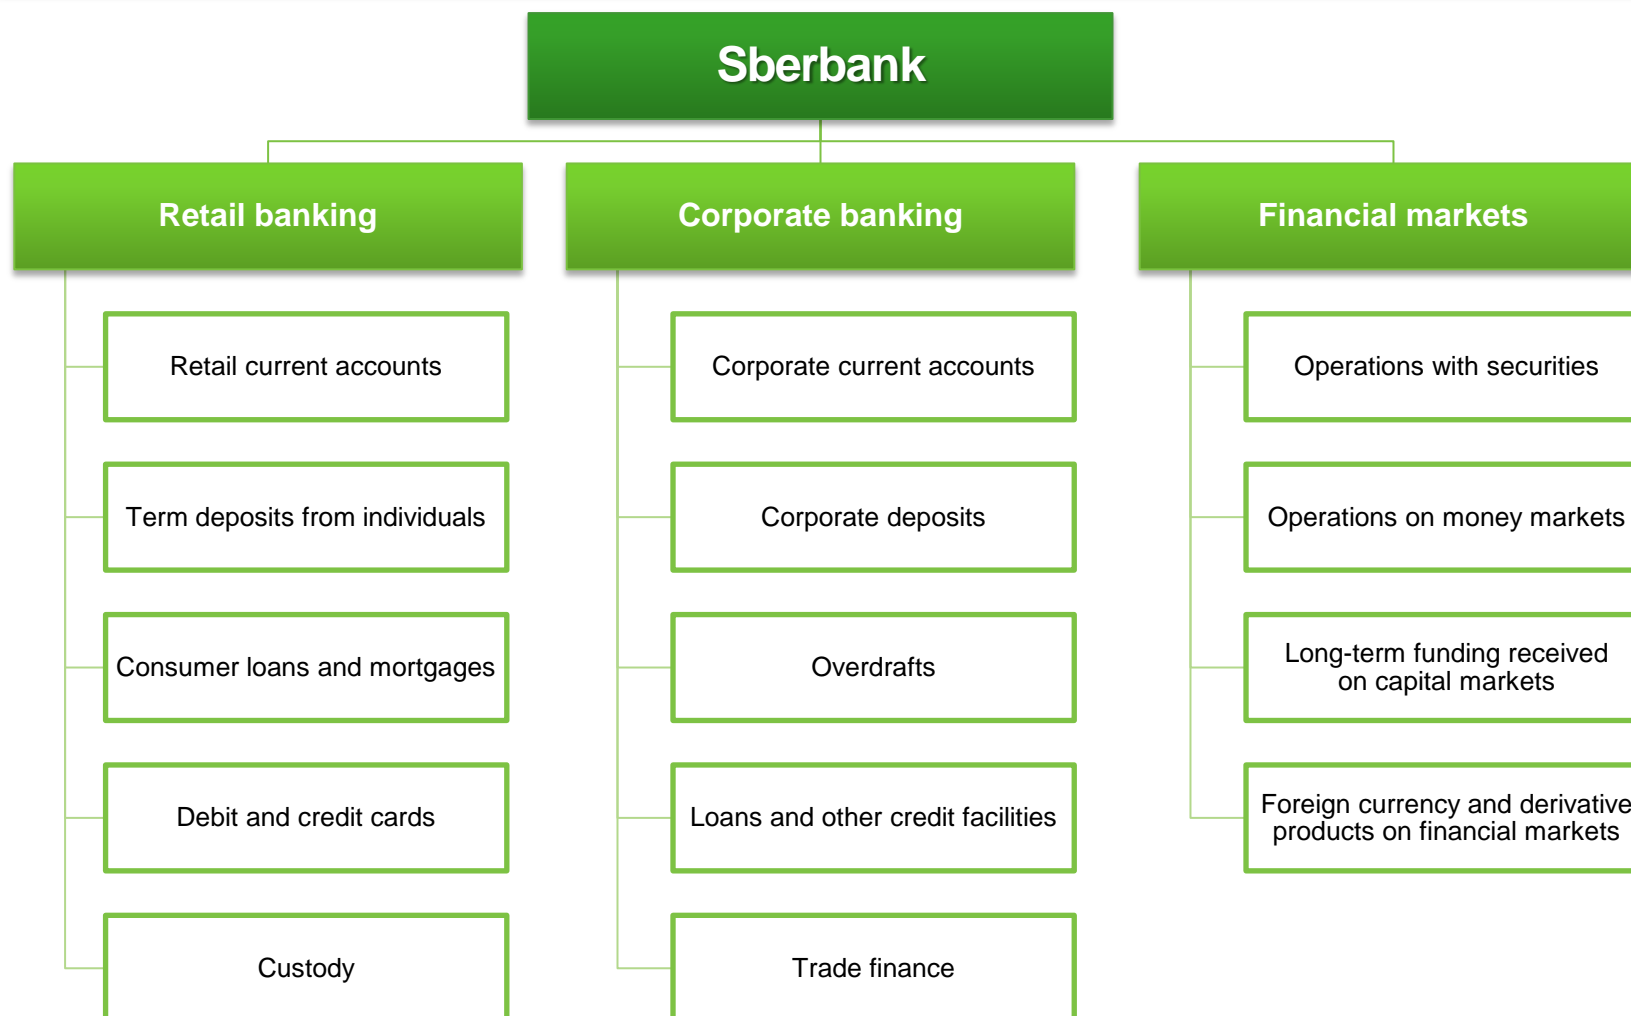 Sberbank
Retail banking
Corporate banking
Financial markets
Retail current accounts
Corporate current accounts
Operations with securities
Term deposits from individuals
Corporate deposits
Operations on money markets
Consumer loans and mortgages
Overdrafts
Long-term funding received
on capital markets
Debit and credit cards
Loans and other credit facilities
Foreign currency and derivative
products on financial markets
Custody
Trade finance